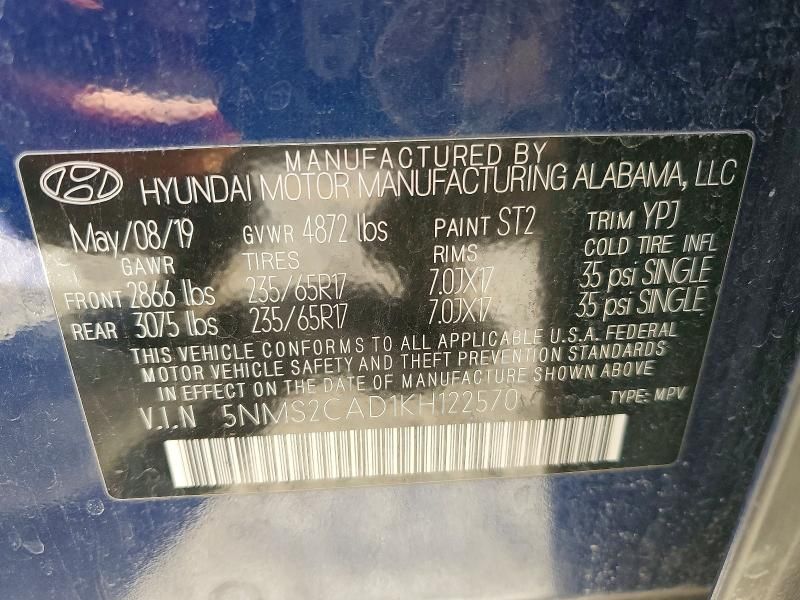 MANUFACTURED BY
HYUNDAI MOTOR MANUFACTURING ALABAMA, LLC
May/08/19 GVWR 4872 lbs PAINT ST2 TRIM YPJ
GAWR TIRES RIMS COLD TIRE INFL
FRONT 2866 lbs 235/65R17 7.0JX17 35 psi SINGLE
REAR 3075 lbs 235/65R17 7.0JX17 35 psi SINGLE
THIS VEHICLE CONFORMS TO ALL APPLICABLE U.S.A. FEDERAL
MOTOR VEHICLE SAFETY AND THEFT PREVENTION STANDARDS
IN EFFECT ON THE DATE OF MANUFACTURE SHOWN ABOVE
V.I.N 5NMS2CAD1KH122570 TYPE: MPV